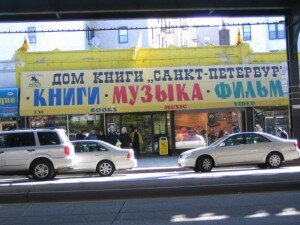 ДОМ КНИГИ „САНКТ-ПЕТЕРБУРГ"
· КНИГИ · МУЗЫКА · ФИЛЬМ
BOOKS MUSIC VIDEO